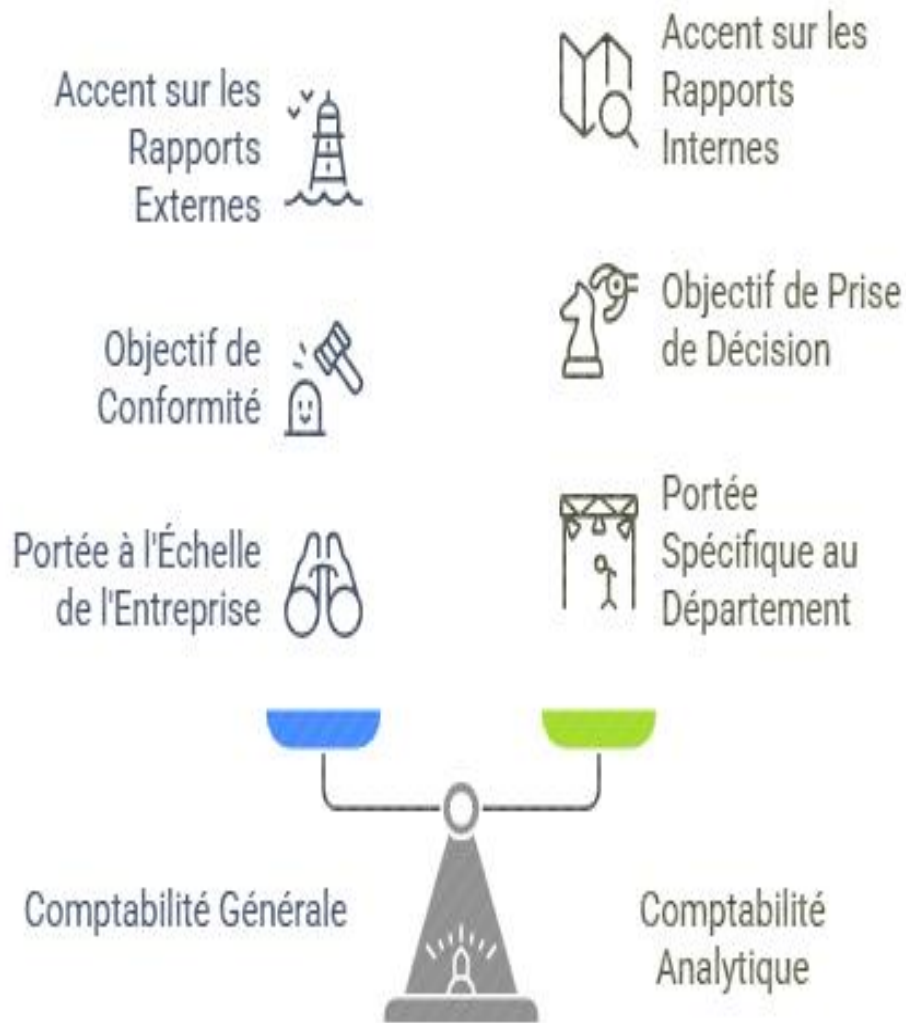 Accent sur les
Rapports
Externes
Objectif de
Conformité
Portée à l'Échelle
de l'Entreprise
Accent sur les
Rapports
Internes
Objectif de Prise
de Décision
Portée
Spécifique au
Département
Comptabilité Générale
Comptabilité
Analytique